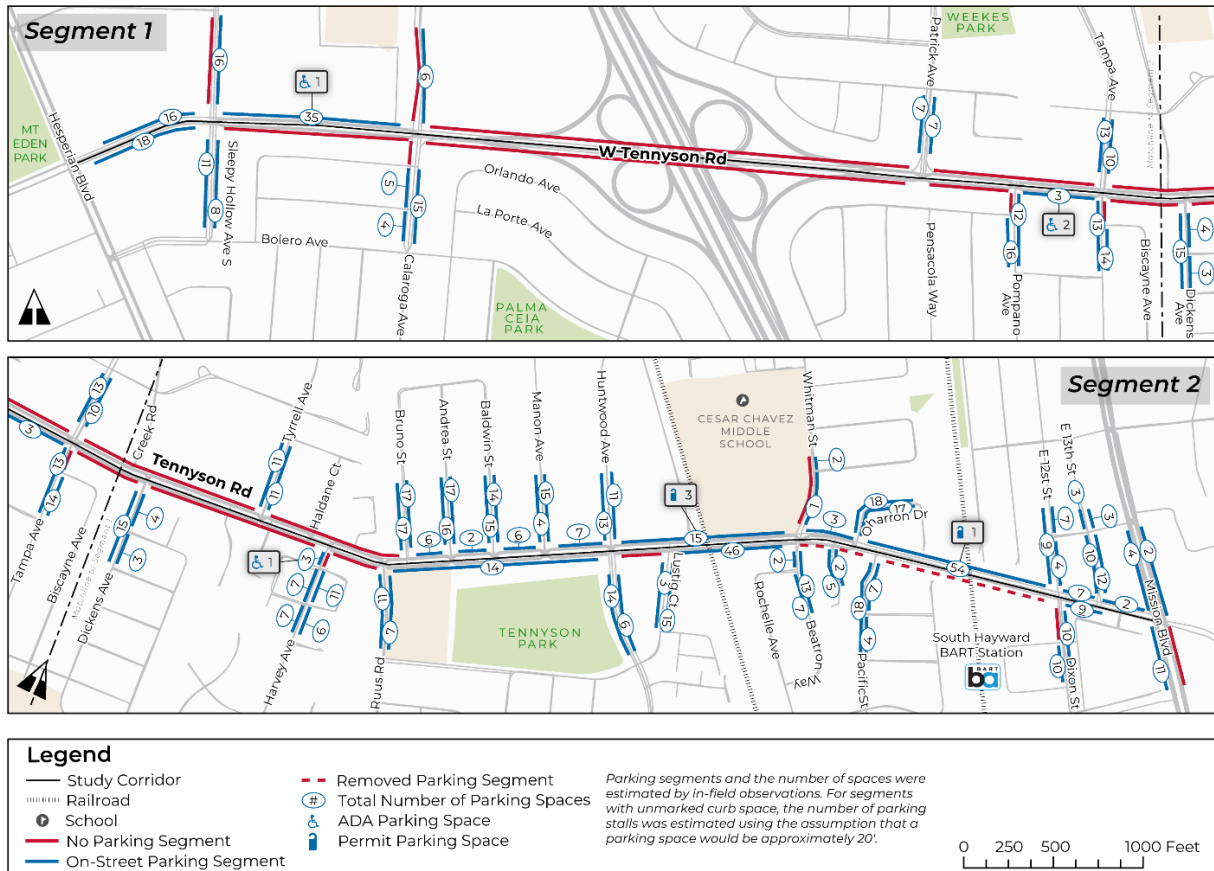 Segment 1
WEEKES
PARK
Patrick Ave
Tampa Ave
MT
EDEN
PARK
Hesperian Blvd
16
18
16
1
35
9
11
8
Sleepy Hollow Ave S
Bolero Ave
5
15
4
Calaroga Ave
Orlando Ave
La Porte Ave
PALMA
CEIA
PARK
W Tennyson Rd
7
7
13
10
3
2
12
16
13
14
4
15
3
Pensacola Way
Pompano
Ave
Biscayne Ave
Dickens
Ave
Segment 2
13
10
3
13
14
Creek Rd
Tennyson Rd
Tyrrell Ave
11
11
Haldane Ct
15
4
3
Tampa Ave
Biscayne Ave
Matchline to Segment 1
Dickens Ave
1
3
7
11
7
6
Harvey Ave
11
7
Ruus Rd
Bruno St
Andrea St
Baldwin St
Manon Ave
Huntwood Ave
17
17
17
16
14
15
15
4
11
13
6
2
6
7
14
TENNYSON
PARK
14
6
3
15
46
Lustig Ct
3
15
CESAR CHAVEZ
MIDDLE
SCHOOL
Whitman St
2
7
3
18
17
Cimarron Dr
2
13
7
Rochelle Ave
Beatron
Way
2
5
7
18
4
Pacific St
1
54
South Hayward
BART Station
BART
ba
E 12st St
E 13th St
7
9
4
3
3
10
12
4
2
7
9
2
Mission Blvd
11
10
10
Dixon St
Legend
Study Corridor
Railroad
School
No Parking Segment
On-Street Parking Segment
Removed Parking Segment
# Total Number of Parking Spaces
ADA Parking Space
Permit Parking Space
Parking segments and the number of spaces were
estimated by in-field observations. For segments
with unmarked curb space, the number of parking
stalls was estimated using the assumption that a
parking space would be approximately 20'.
0 250 500 1000 Feet